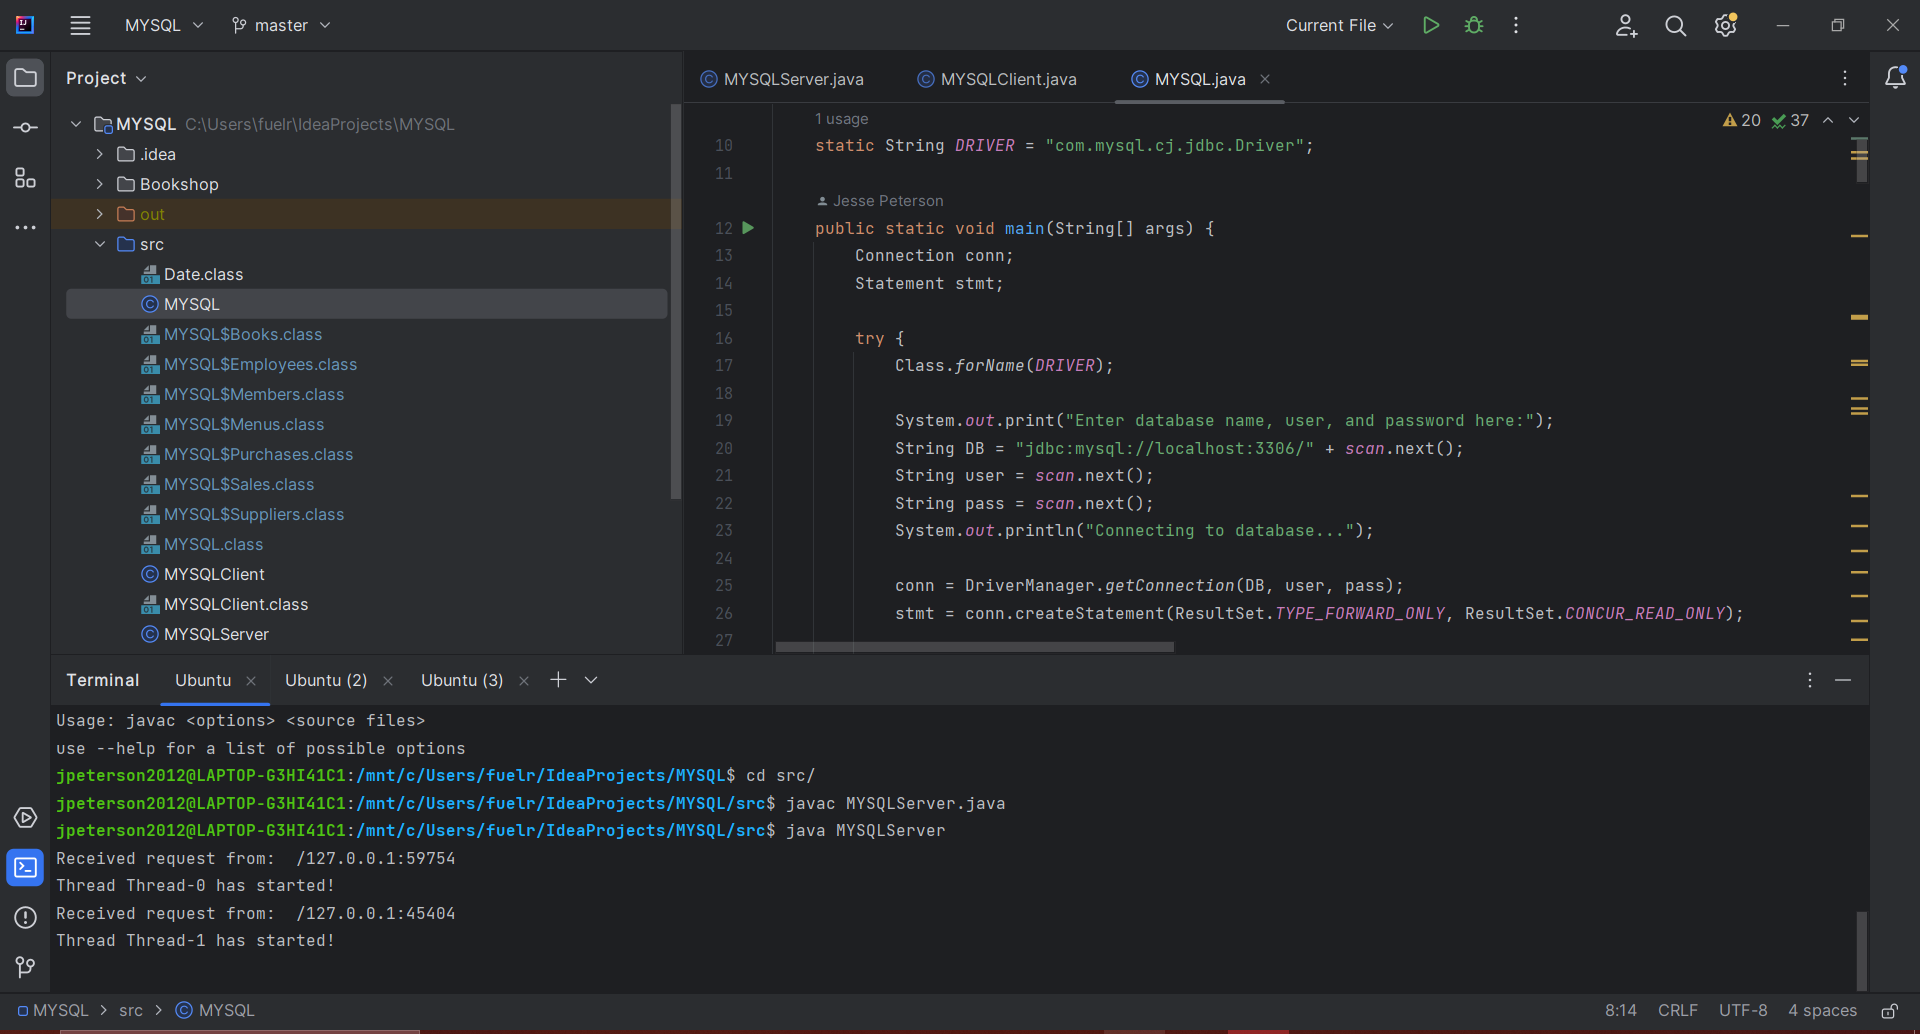 MYSQL master Current File
Project
MYSQLServer.java MYSQLClient.java MYSQL.java
MYSQL C:\Users\fuelr\IdeaProjects\MYSQL
.idea
Bookshop
out
src
Date.class
MYSQL
MYSQL$Books.class
MYSQL$Employees.class
MYSQL$Members.class
MYSQL$Menus.class
MYSQL$Purchases.class
MYSQL$Sales.class
MYSQL$Suppliers.class
MYSQL.class
MYSQLClient
MYSQLClient.class
MYSQLServer
1 usage
20 37
10 static String DRIVER = "com.mysql.cj.jdbc.Driver";
11
Jesse Peterson
12 public static void main(String[] args) {
13 Connection conn;
14 Statement stmt;
15
16 try {
17 Class.forName(DRIVER);
18
19 System.out.print("Enter database name, user, and password here:");
20 String DB = "jdbc:mysql://localhost:3306/" + scan.next();
21 String user = scan.next();
22 String pass = scan.next();
23 System.out.println("Connecting to database...");
24
25 conn = DriverManager.getConnection(DB, user, pass);
26 stmt = conn.createStatement(ResultSet.TYPE_FORWARD_ONLY, ResultSet.CONCUR_READ_ONLY);
27
Terminal Ubuntu Ubuntu (2) Ubuntu (3)
Usage: javac <options> <source files>
use --help for a list of possible options
jpeterson2012@LAPTOP-G3HI41C1:/mnt/c/Users/fuelr/IdeaProjects/MYSQL$ cd src/
jpeterson2012@LAPTOP-G3HI41C1:/mnt/c/Users/fuelr/IdeaProjects/MYSQL/src$ javac MYSQLServer.java
jpeterson2012@LAPTOP-G3HI41C1:/mnt/c/Users/fuelr/IdeaProjects/MYSQL/src$ java MYSQLServer
Received request from:  /127.0.0.1:59754
Thread Thread-0 has started!
Received request from:  /127.0.0.1:45404
Thread Thread-1 has started!
MYSQL > src > MYSQL 8:14 CRLF UTF-8 4 spaces